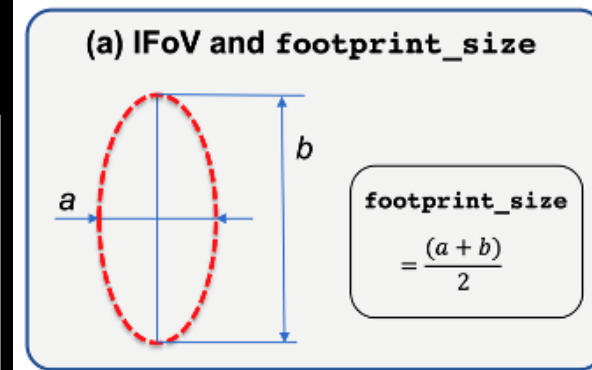 (a) IFoV and footprint_size
b
a
footprint_size
= (a + b) / 2